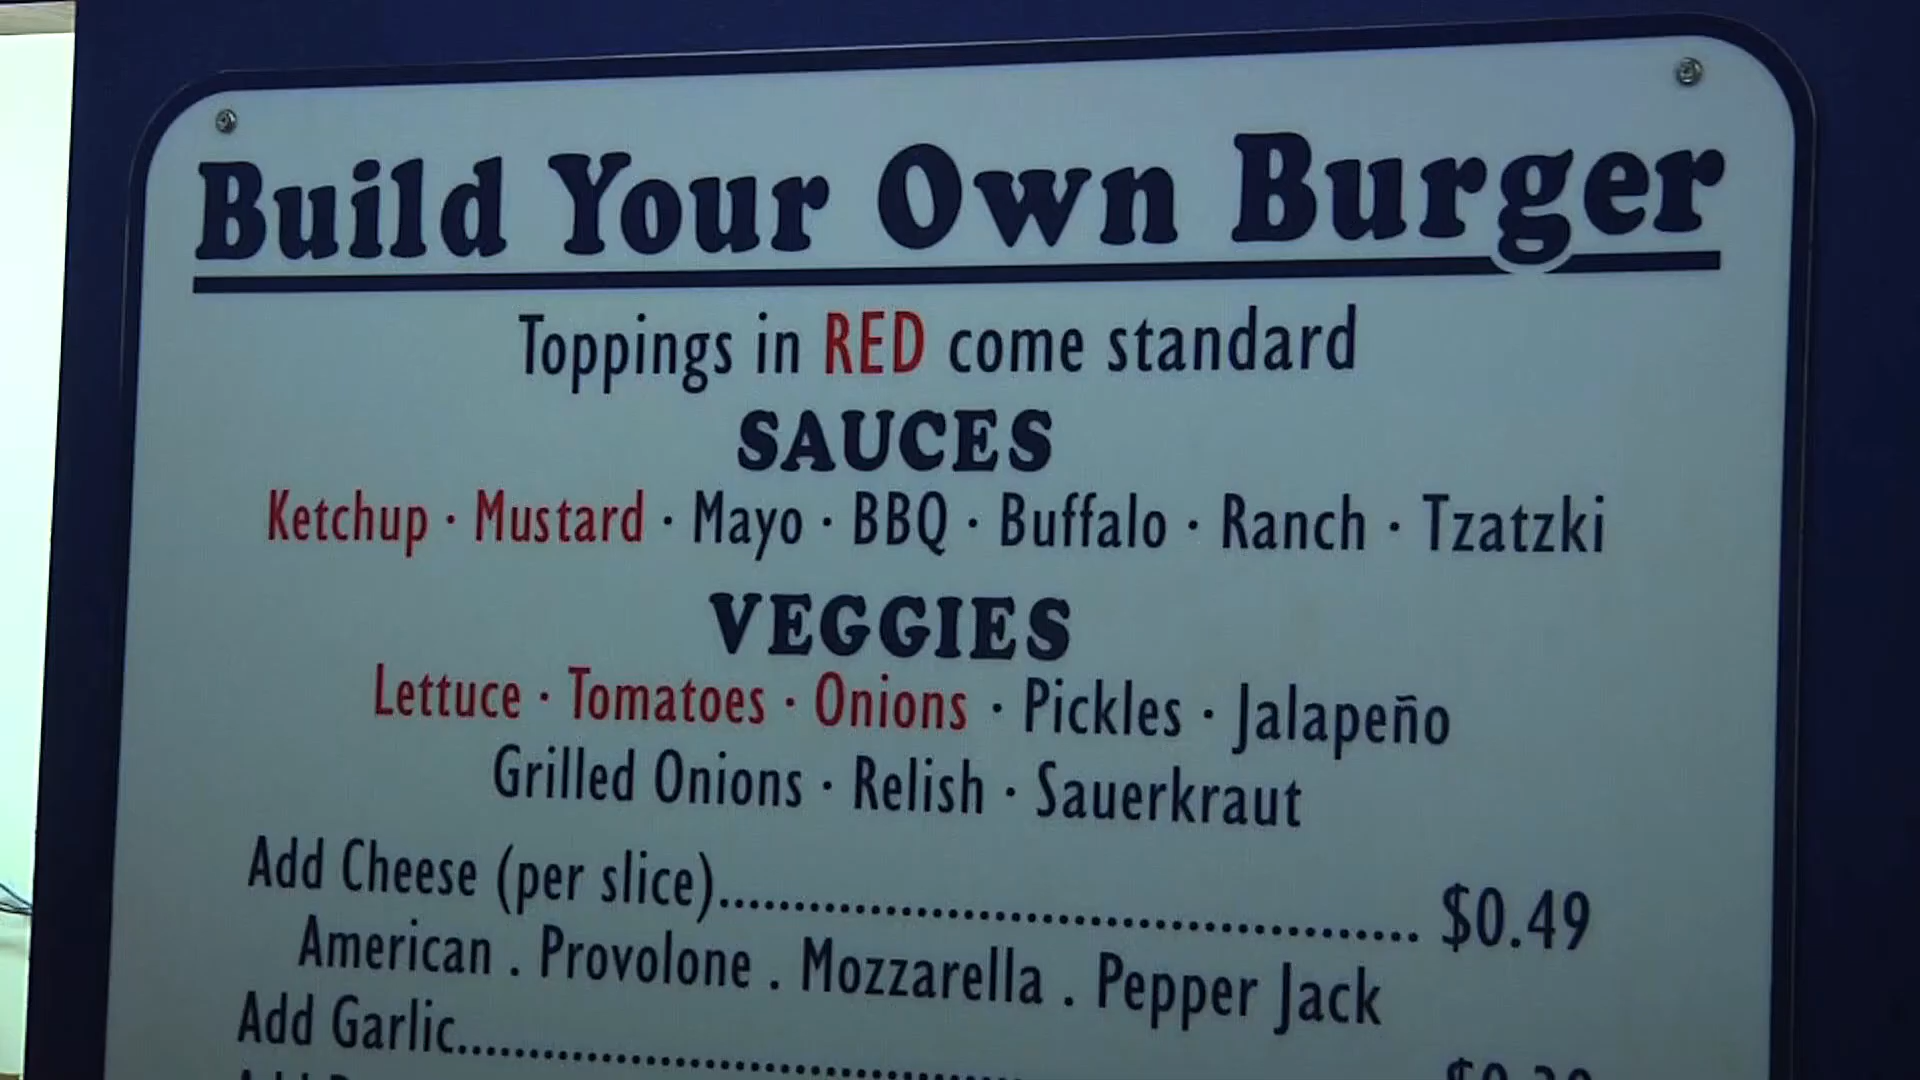 Build Your Own Burger
Toppings in RED come standard
SAUCES
Ketchup · Mustard · Mayo · BBQ · Buffalo · Ranch · Tzatzki
VEGGIES
Lettuce · Tomatoes · Onions · Pickles · Jalapeño
Grilled Onions · Relish · Sauerkraut
Add Cheese (per slice)............................................... $0.49
American . Provolone . Mozzarella . Pepper Jack
Add Garlic...............................................